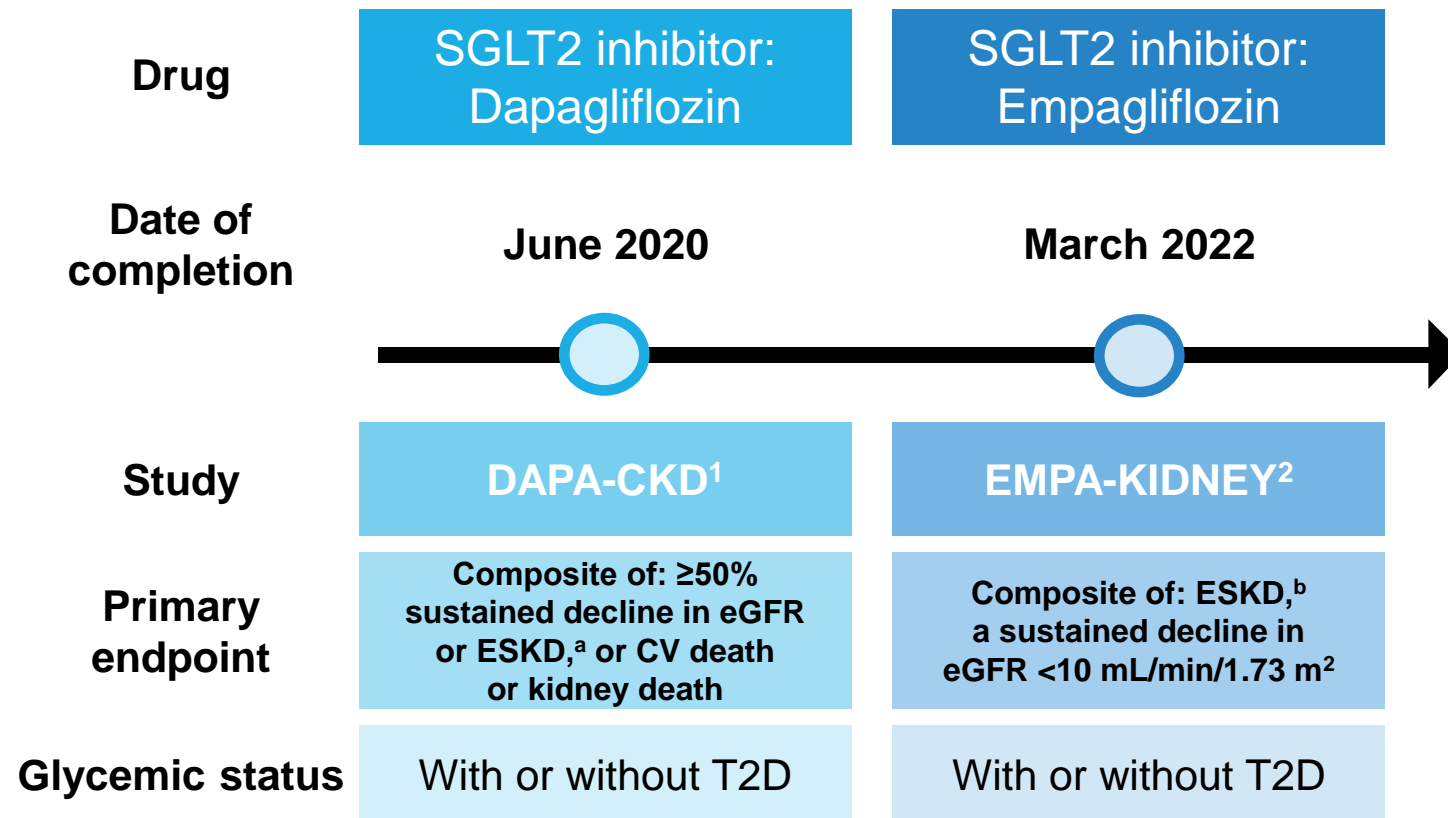 Drug
SGLT2 inhibitor:
Dapagliflozin
SGLT2 inhibitor:
Empagliflozin
Date of
completion
June 2020
March 2022
Study
DAPA-CKD¹
EMPA-KIDNEY²
Primary
endpoint
Composite of: ≥50%
sustained decline in eGFR
or ESKD,ᵃ or CV death
or kidney death
Composite of: ESKD,ᵇ
a sustained decline in
eGFR <10 mL/min/1.73 m²
Glycemic status
With or without T2D
With or without T2D